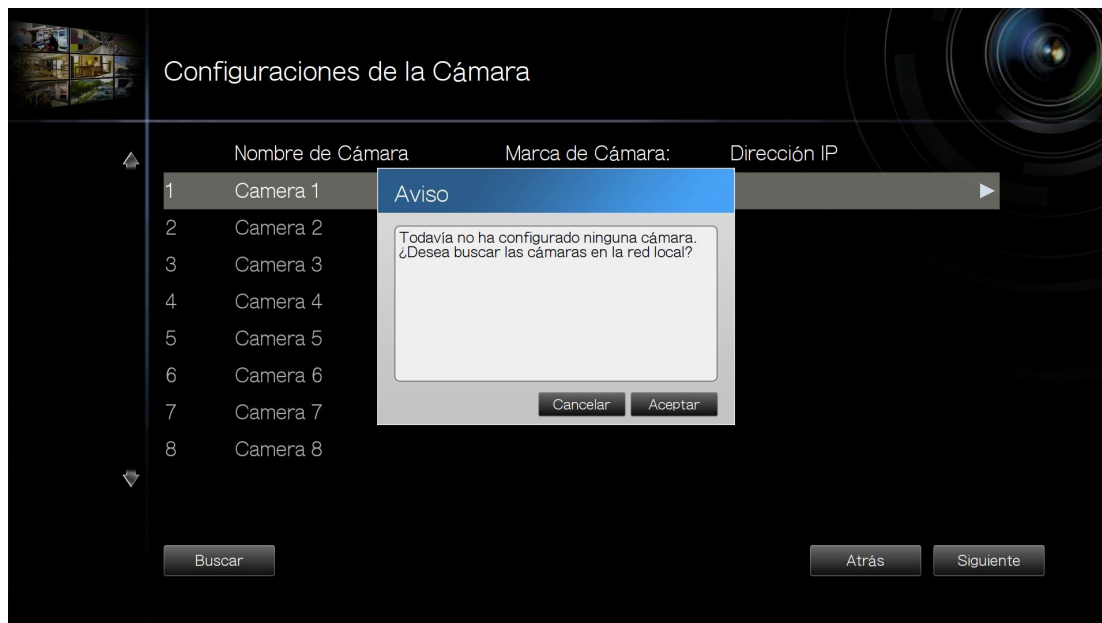 Configuraciones de la Cámara
Nombre de Cámara Marca de Cámara: Dirección IP
1 Camera 1
2 Camera 2
3 Camera 3
4 Camera 4
5 Camera 5
6 Camera 6
7 Camera 7
8 Camera 8
Aviso
Todavía no ha configurado ninguna cámara.
¿Desea buscar las cámaras en la red local?
Cancelar Aceptar
Buscar Atrás Siguiente